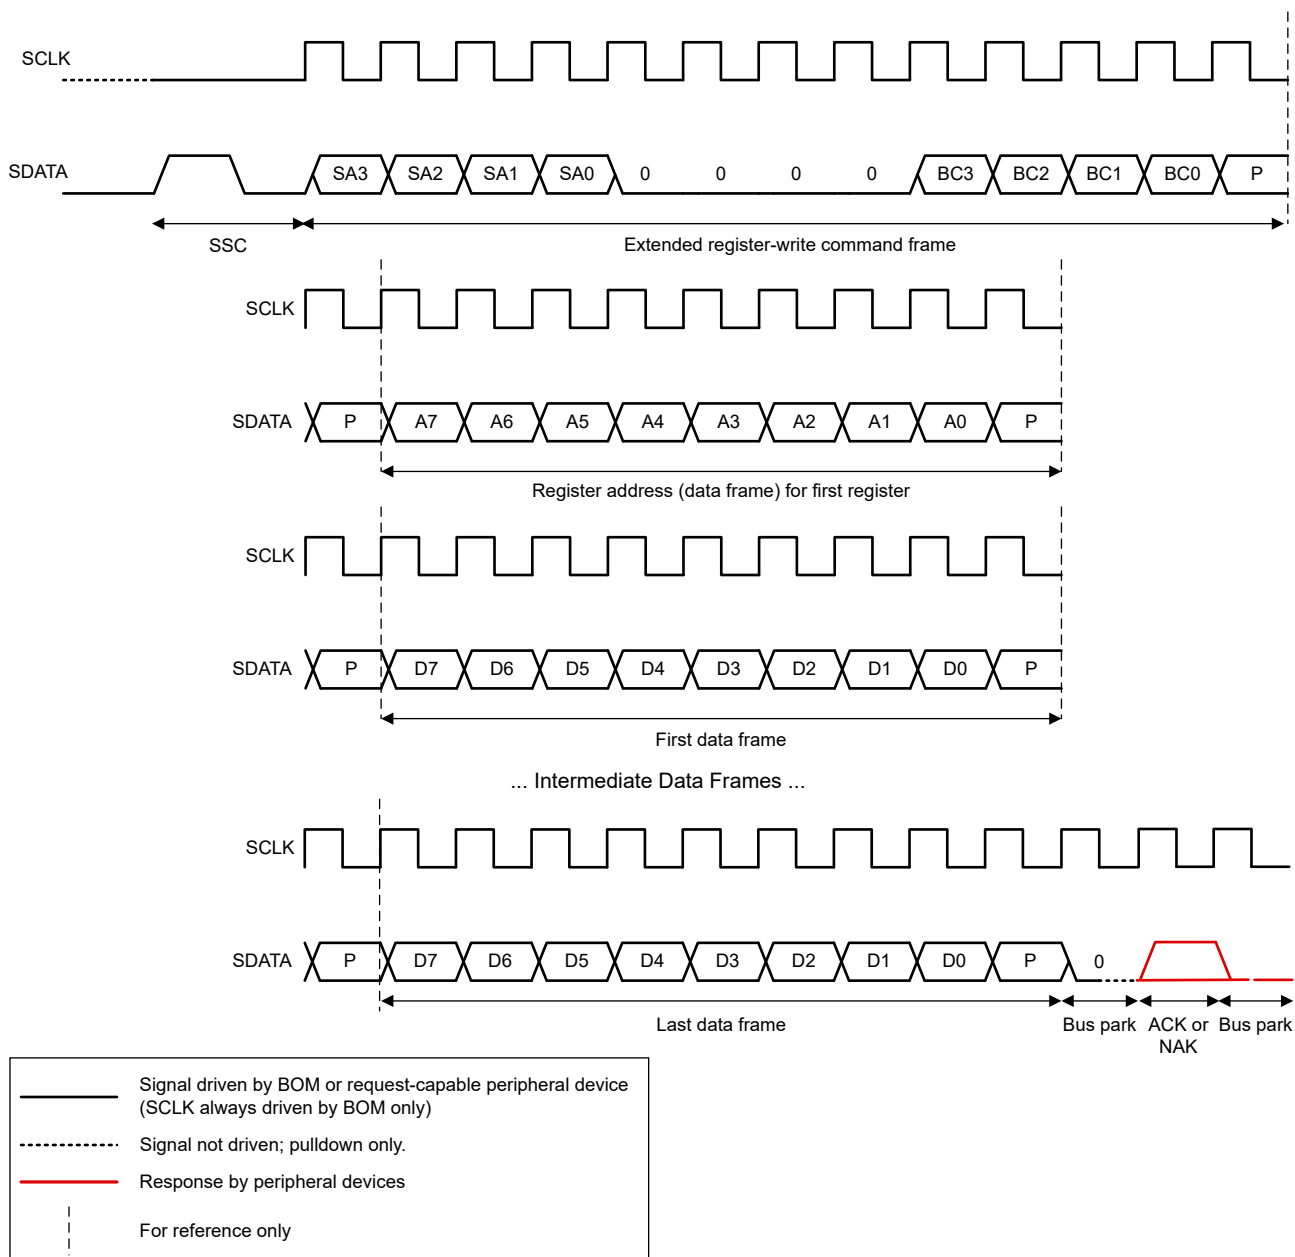 SCLK
SDATA SA3 SA2 SA1 SA0 0 0 0 0 BC3 BC2 BC1 BC0 P
SSC Extended register-write command frame
SCLK
SDATA P A7 A6 A5 A4 A3 A2 A1 A0 P
Register address (data frame) for first register
SCLK
SDATA P D7 D6 D5 D4 D3 D2 D1 D0 P
First data frame
... Intermediate Data Frames ...
SCLK
SDATA P D7 D6 D5 D4 D3 D2 D1 D0 P 0
Last data frame Bus park ACK or Bus park
NAK
Signal driven by BOM or request-capable peripheral device
(SCLK always driven by BOM only)
Signal not driven; pulldown only.
Response by peripheral devices
For reference only